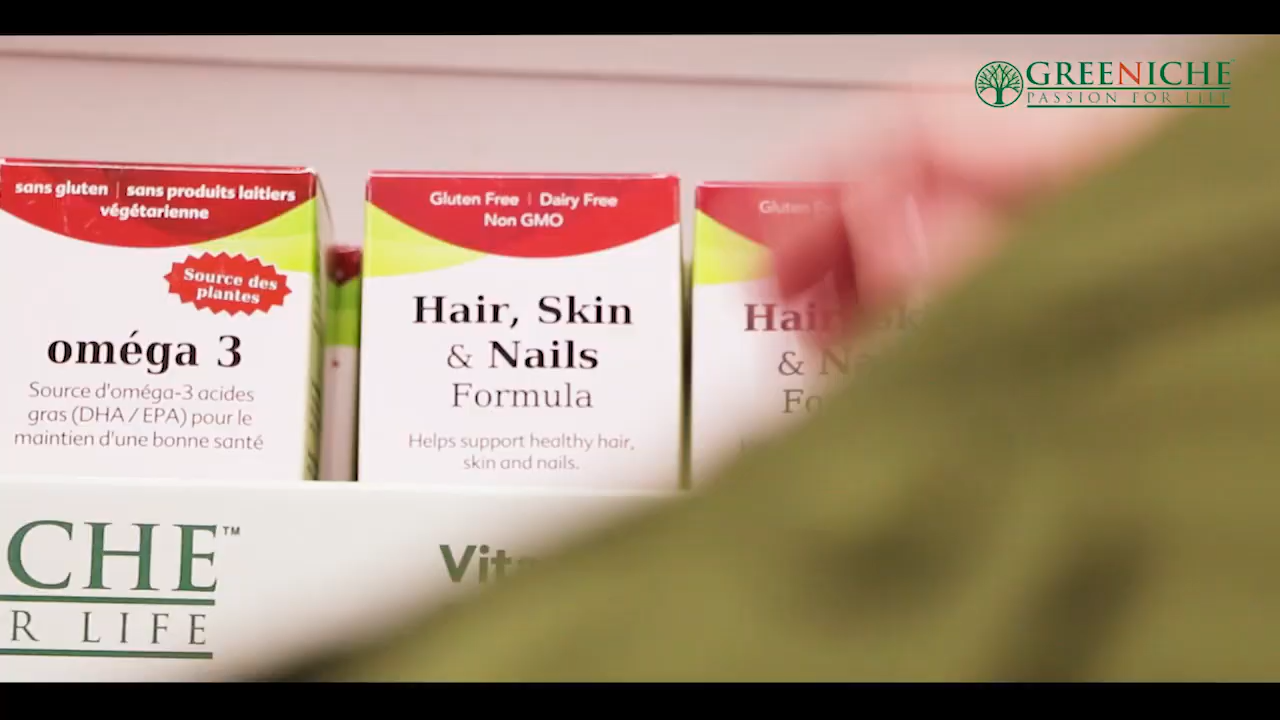 GREENICHE
PASSION FOR LIFE
sans gluten | sans produits laitiers
végétarienne
Source des
plantes
oméga 3
Source d'oméga-3 acides
gras (DHA / EPA) pour le
maintien d'une bonne santé
Gluten Free | Dairy Free
Non GMO
Hair, Skin
& Nails
Formula
Helps support healthy hair,
skin and nails.
Gluten
Hair,
&
CHE™
R LIFE